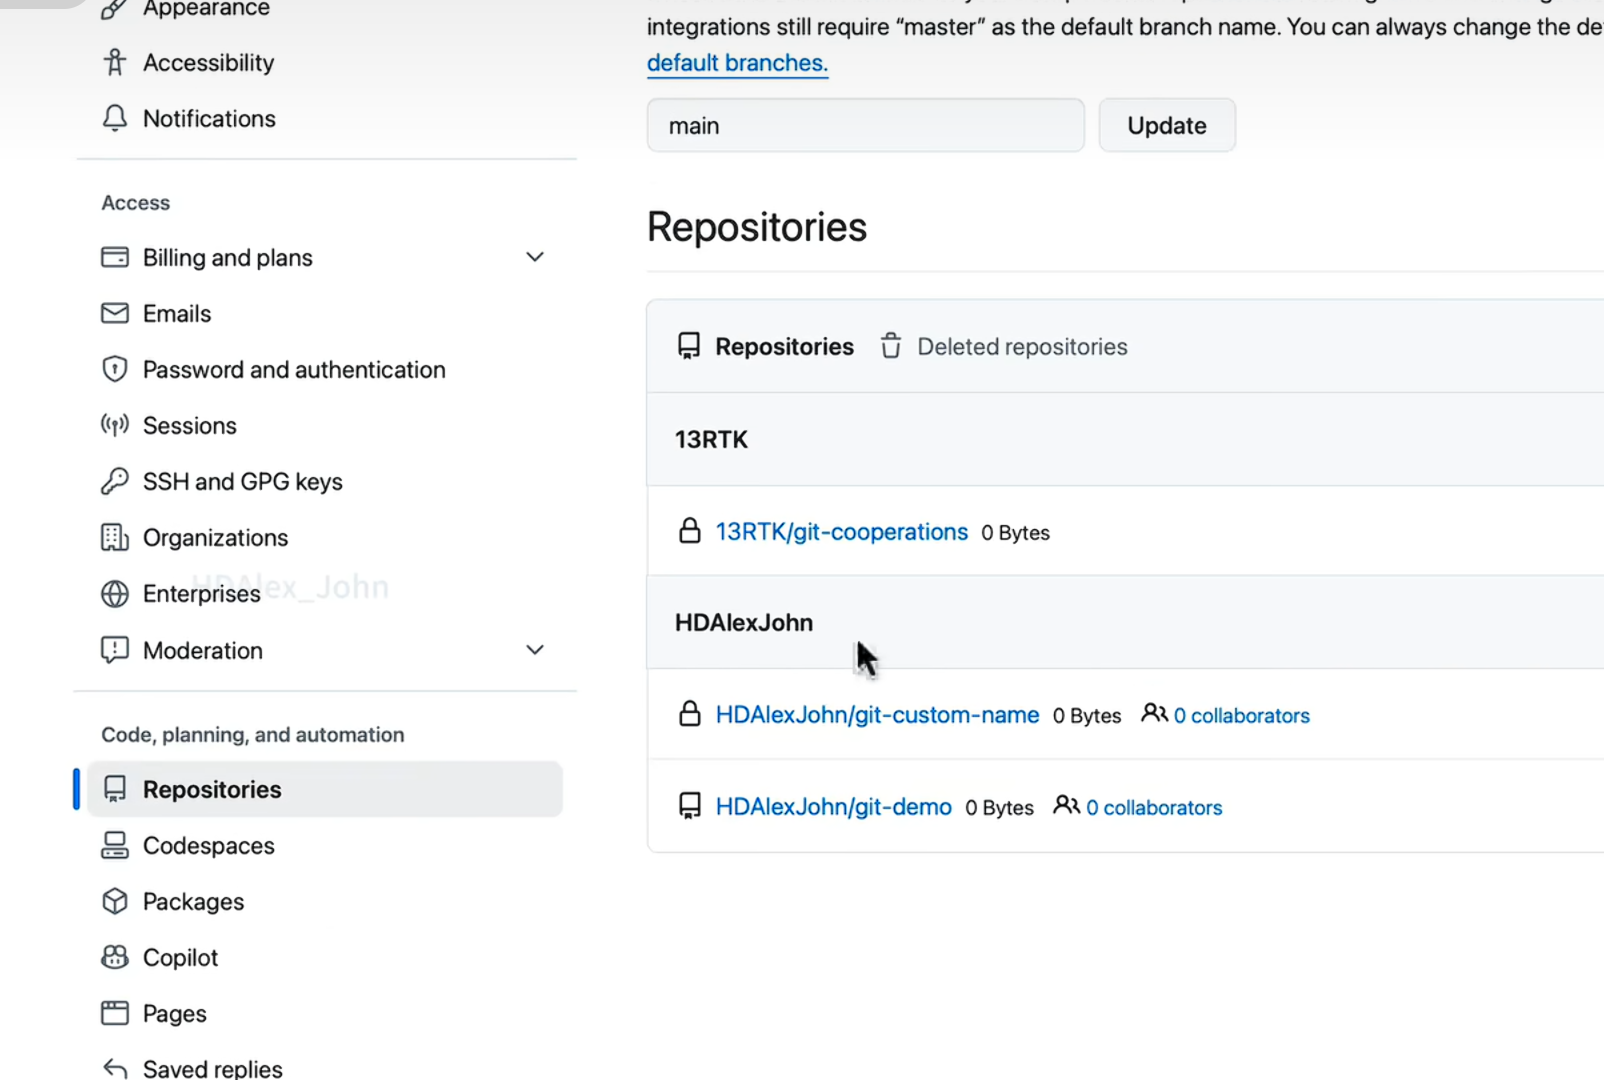 Appearance
Accessibility
Notifications
Access
Billing and plans
Emails
Password and authentication
Sessions
SSH and GPG keys
Organizations
Enterprises
HDAlex_John
Moderation
Code, planning, and automation
Repositories
Codespaces
Packages
Copilot
Pages
Saved replies
integrations still require “master” as the default branch name. You can always change the de
default branches.
main
Update
Repositories
Repositories Deleted repositories
13RTK
13RTK/git-cooperations 0 Bytes
HDAlexJohn
HDAlexJohn/git-custom-name 0 Bytes 0 collaborators
HDAlexJohn/git-demo 0 Bytes 0 collaborators